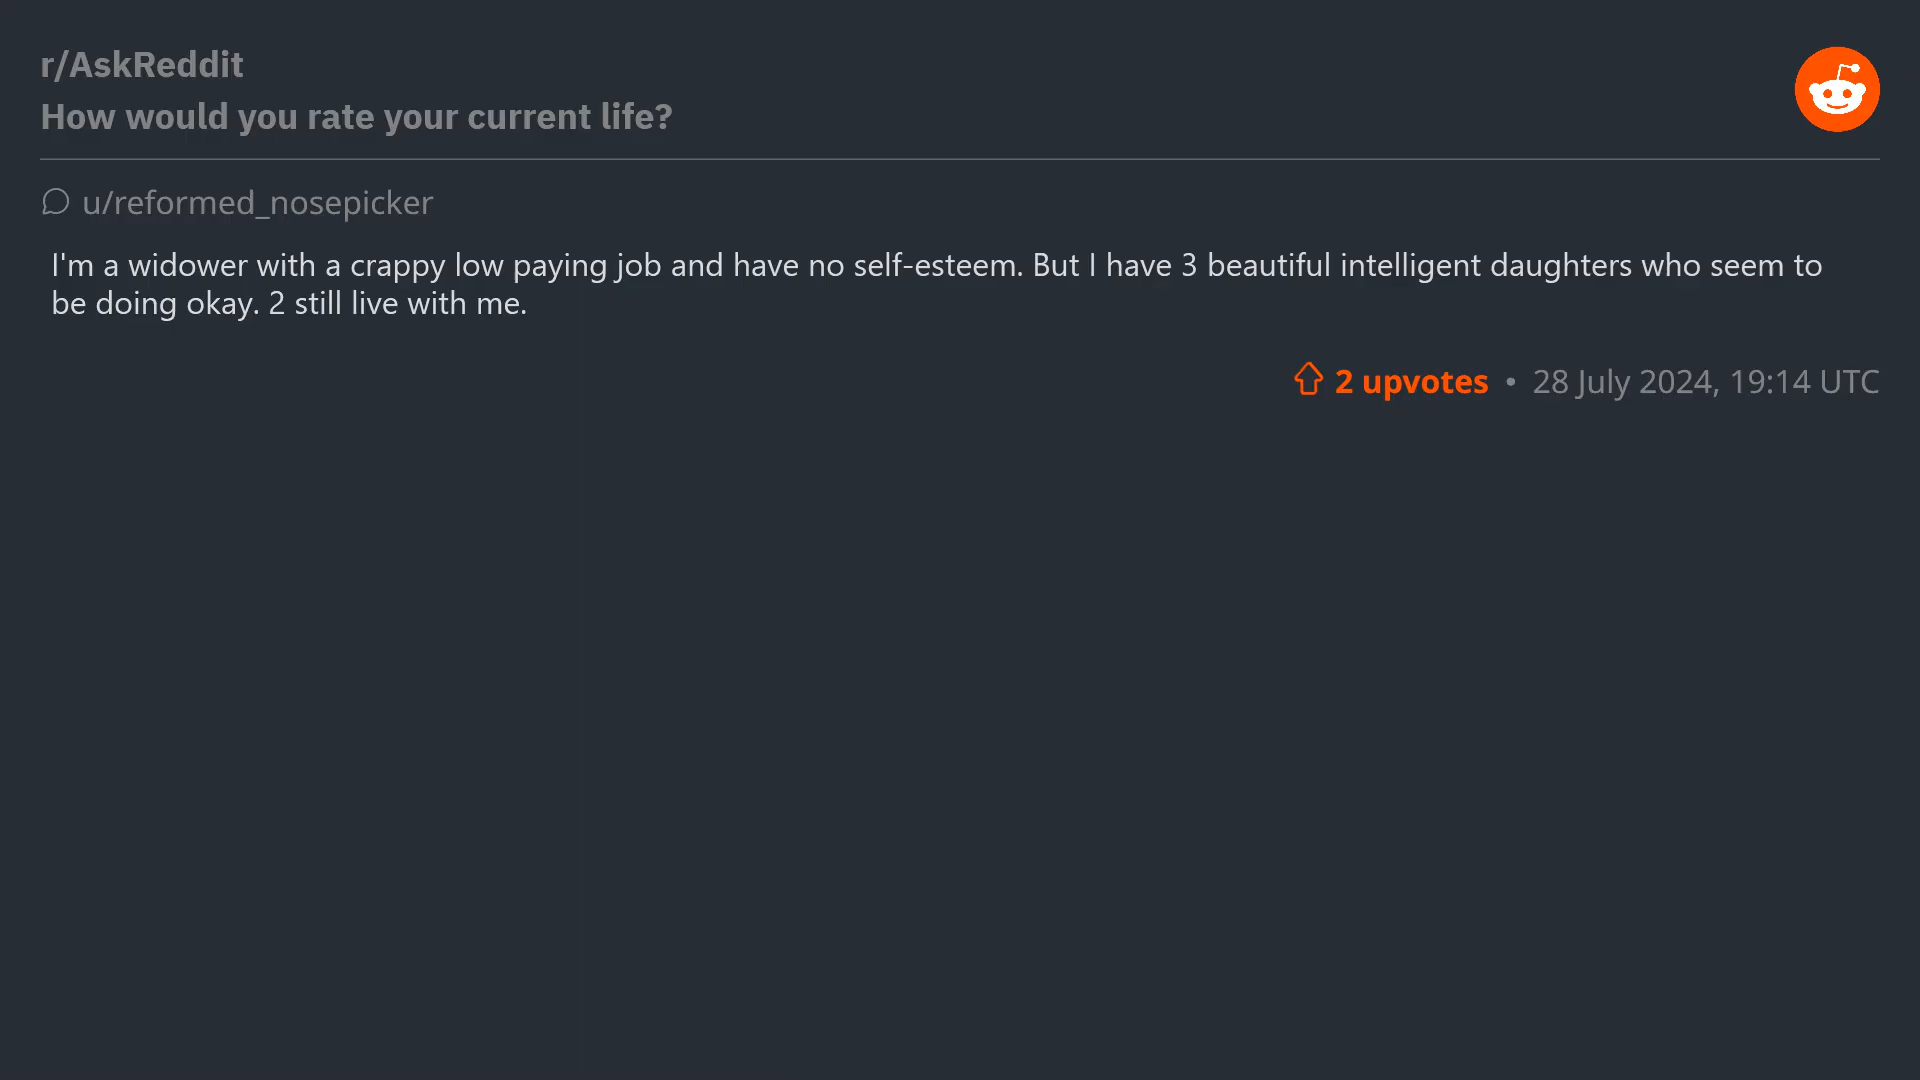 r/AskReddit
How would you rate your current life?
u/reformed_nosepicker
I'm a widower with a crappy low paying job and have no self-esteem. But I have 3 beautiful intelligent daughters who seem to
be doing okay. 2 still live with me.
2 upvotes • 28 July 2024, 19:14 UTC